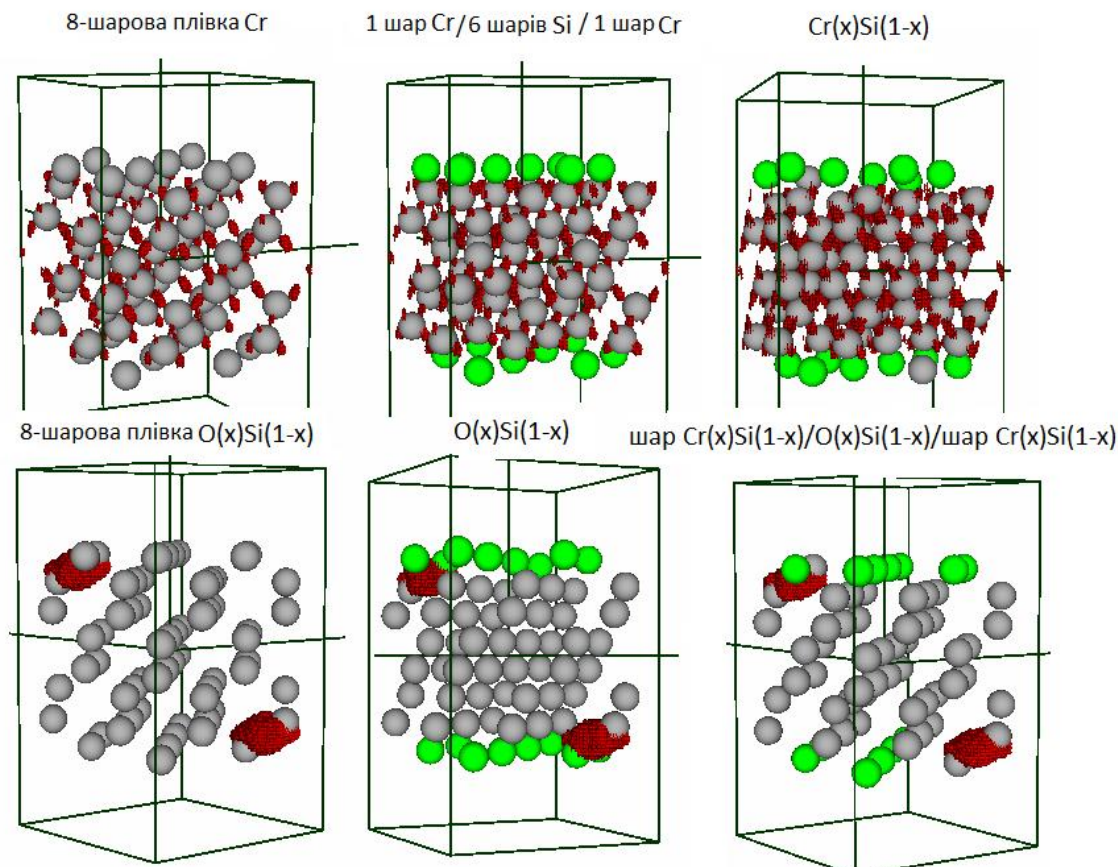 8-шарова плівка Cr
1 шар Cr/6 шарів Si / 1 шар Cr
Cr(x)Si(1-x)
8-шарова плівка O(x)Si(1-x)
O(x)Si(1-x)
шар Cr(x)Si(1-x)/O(x)Si(1-x)/шар Cr(x)Si(1-x)